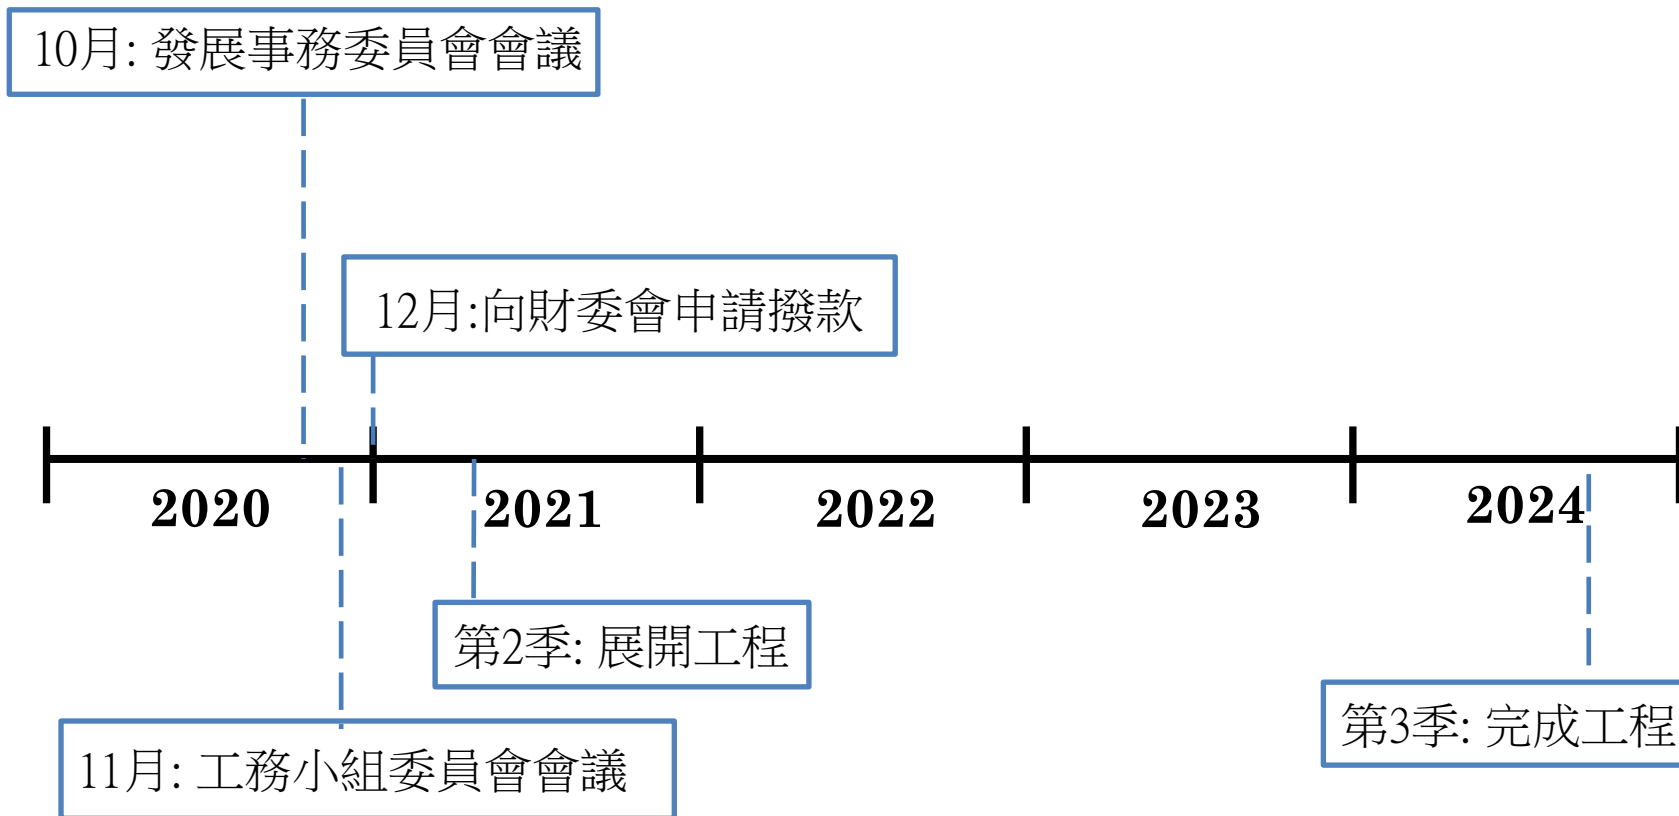 10月: 發展事務委員會會議
12月:向財委會申請撥款
2020
2021
2022
2023
2024
第2季: 展開工程
第3季: 完成工程
11月: 工務小組委員會會議